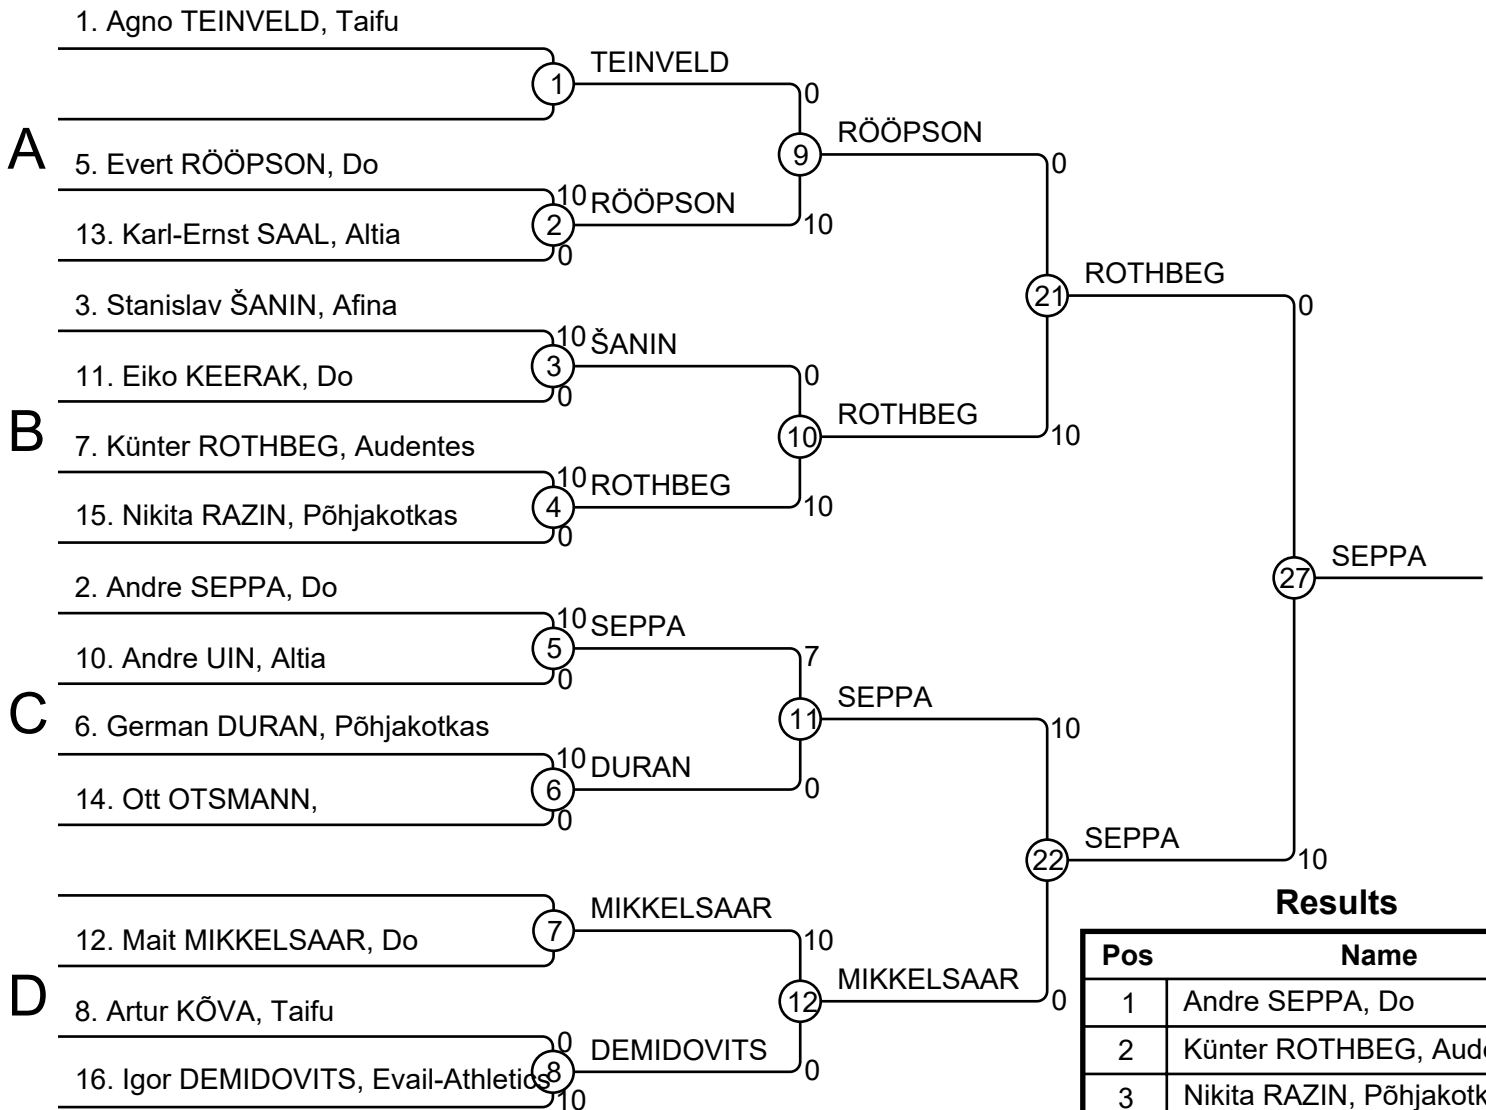 1. Agno TEINVELD, Taifu
1
TEINVELD
0
A
5. Evert RÖÖPSON, Do
10
2
RÖÖPSON
13. Karl-Ernst SAAL, Altia
0
9
RÖÖPSON
10
0
3. Stanislav ŠANIN, Afina
10
3
ŠANIN
11. Eiko KEERAK, Do
0
0
21
ROTHBEG
0
B
7. Künter ROTHBEG, Audentes
10
4
ROTHBEG
15. Nikita RAZIN, Põhjakotkas
0
10
ROTHBEG
10
10
2. Andre SEPPA, Do
10
5
SEPPA
10. Andre UIN, Altia
0
7
27
SEPPA
C
6. German DURAN, Põhjakotkas
10
6
DURAN
14. Ott OTSMANN,
0
11
SEPPA
0
10
7
MIKKELSAAR
12. Mait MIKKELSAAR, Do
10
22
SEPPA
10
D
8. Artur KÕVA, Taifu
0
8
DEMIDOVITS
16. Igor DEMIDOVITS, Evail-Athletics
10
12
MIKKELSAAR
0
0
Results
Pos Name
1 Andre SEPPA, Do
2 Künter ROTHBEG, Aude
3 Nikita RAZIN, Põhjakotk